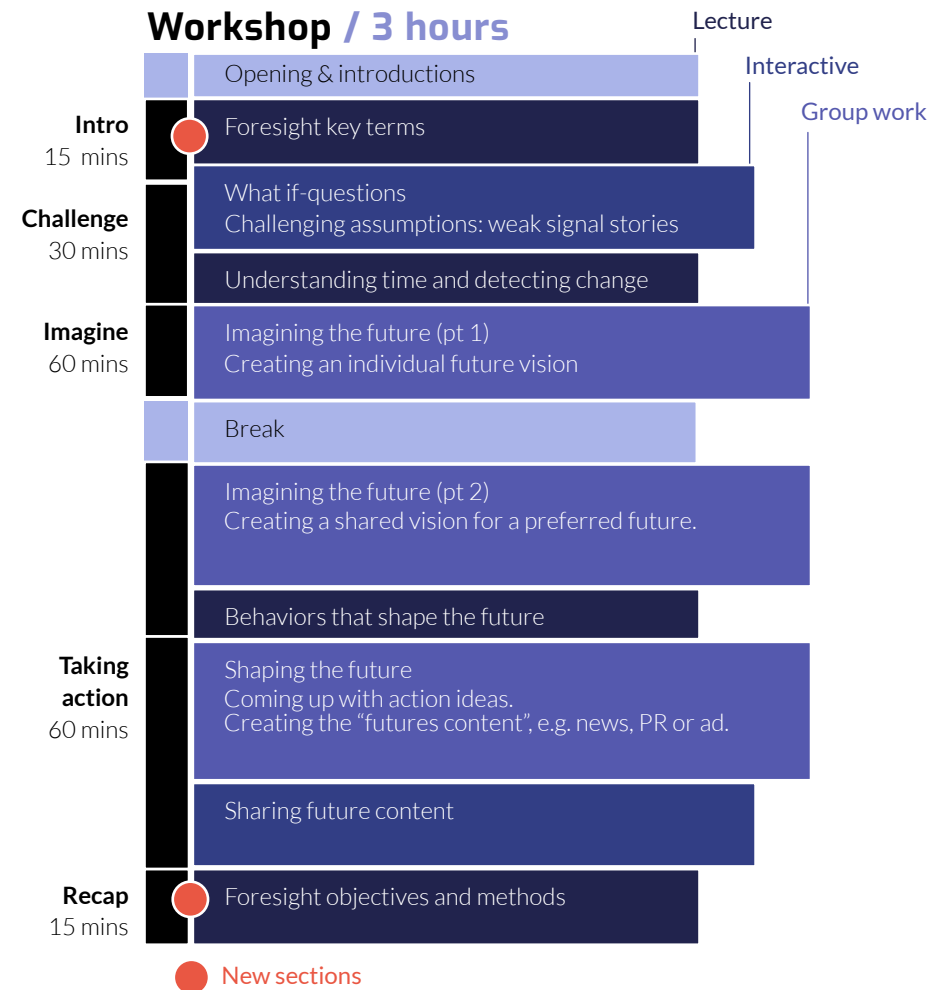 Workshop / 3 hours
Lecture
Interactive
Group work
Opening & introductions
Intro
15 mins
Foresight key terms
Challenge
30 mins
What if-questions
Challenging assumptions: weak signal stories
Understanding time and detecting change
Imagine
60 mins
Imagining the future (pt 1)
Creating an individual future vision
Break
Imagining the future (pt 2)
Creating a shared vision for a preferred future.
Behaviors that shape the future
Taking
action
60 mins
Shaping the future
Coming up with action ideas.
Creating the “futures content”, e.g. news, PR or ad.
Sharing future content
Recap
15 mins
Foresight objectives and methods
New sections